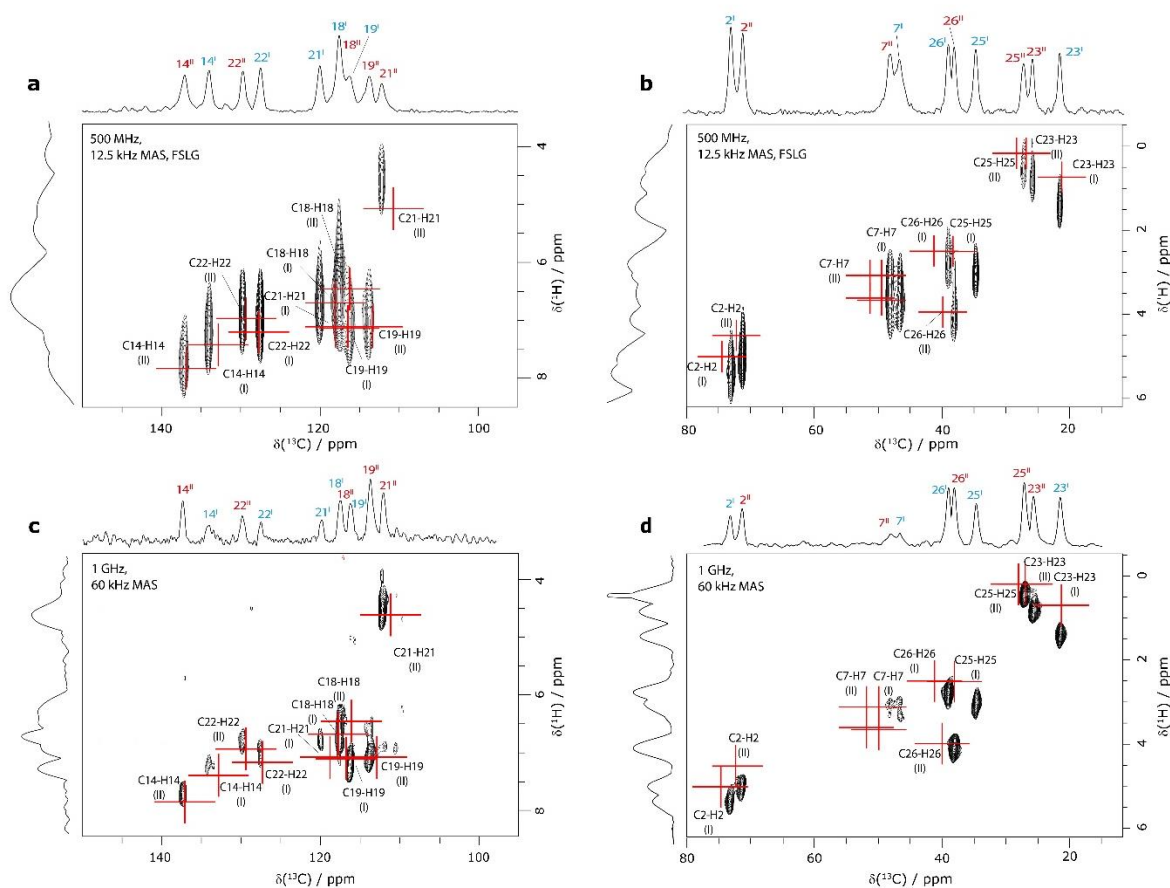 a
14ᴵᴵ 14ᴵ 22ᴵᴵ 22ᴵ 21ᴵ 18ᴵ 18ᴵᴵ 19ᴵ 19ᴵᴵ 21ᴵᴵ
500 MHz,
12.5 kHz MAS, FSLG
C21-H21
(II)
C18-H18
(II)
C18-H18
(I)
C22-H22
(II)
C21-H21
(I)
C14-H14
(II)
C14-H14
(I)
C22-H22
(I)
C19-H19
(II)
C19-H19
(I)
4
6
8
δ(¹H) / ppm
140 120 100
δ(¹³C) / ppm
b
2ᴵ 2ᴵᴵ 7ᴵᴵ 7ᴵ 26ᴵ 26ᴵᴵ 25ᴵ 25ᴵᴵ 23ᴵᴵ 23ᴵ
500 MHz,
12.5 kHz MAS, FSLG
C23-H23
(II)
C25-H25
(II)
C23-H23
(I)
C26-H26
(I)
C25-H25
(I)
C7-H7
(I)
C7-H7
(II)
C26-H26
(II)
C2-H2
(II)
C2-H2
(I)
0
2
4
6
δ(¹H) / ppm
80 60 40 20
δ(¹³C) / ppm
c
14ᴵᴵ 14ᴵ 22ᴵᴵ 22ᴵ 21ᴵ 18ᴵ 18ᴵᴵ 19ᴵ 19ᴵᴵ 21ᴵᴵ
1 GHz,
60 kHz MAS
C21-H21
(II)
C18-H18
(II)
C18-H18
(I)
C22-H22
(II)
C21-H21
(I)
C14-H14
(II)
C14-H14
(I)
C22-H22
(I)
C19-H19
(II)
C19-H19
(I)
4
6
8
δ(¹H) / ppm
140 120 100
δ(¹³C) / ppm
d
2ᴵ 2ᴵᴵ 7ᴵᴵ 7ᴵ 26ᴵ 26ᴵᴵ 25ᴵ 25ᴵᴵ 23ᴵᴵ 23ᴵ
1 GHz,
60 kHz MAS
C23-H23
(II)
C25-H25
(II)
C23-H23
(I)
C26-H26
(I)
C25-H25
(I)
C7-H7
(II)
C7-H7
(I)
C26-H26
(II)
C2-H2
(II)
C2-H2
(I)
0
2
4
6
δ(¹H) / ppm
80 60 40 20
δ(¹³C) / ppm